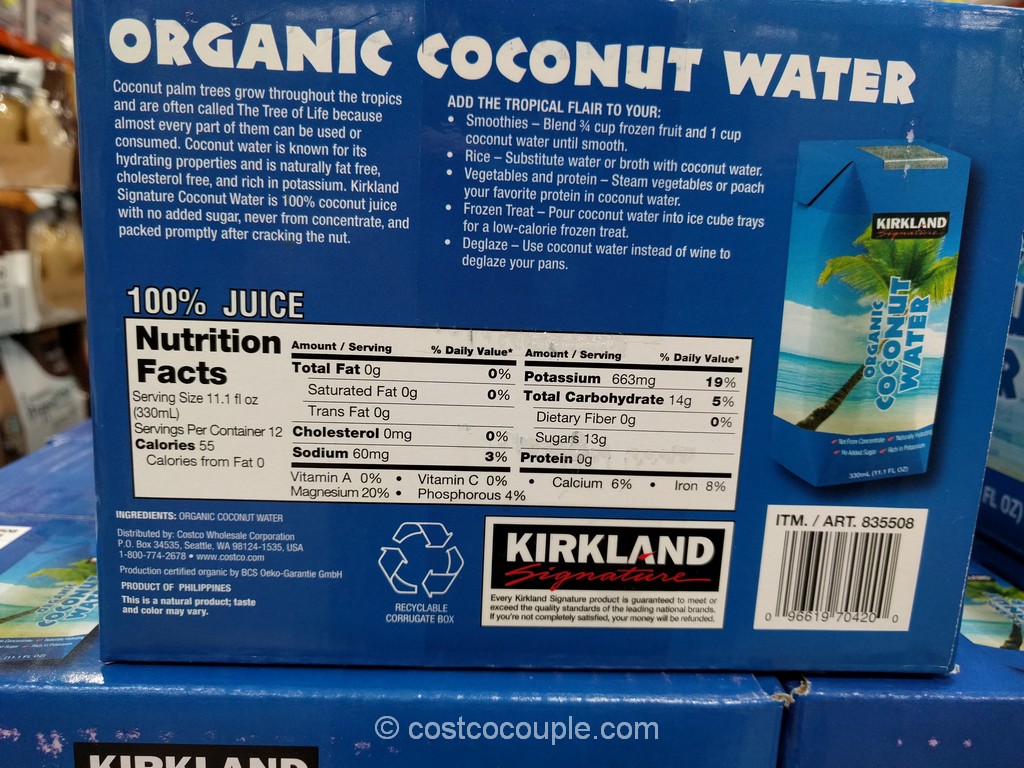 ORGANIC COCONUT WATER
Coconut palm trees grow throughout the tropics
and are often called The Tree of Life because
almost every part of them can be used or
consumed. Coconut water is known for its
hydrating properties and is naturally fat free,
cholesterol free, and rich in potassium. Kirkland
Signature Coconut Water is 100% coconut juice
with no added sugar, never from concentrate, and
packed promptly after cracking the nut.
ADD THE TROPICAL FLAIR TO YOUR:
• Smoothies – Blend ¾ cup frozen fruit and 1 cup
coconut water until smooth.
• Rice – Substitute water or broth with coconut water.
• Vegetables and protein – Steam vegetables or poach
your favorite protein in coconut water.
• Frozen Treat – Pour coconut water into ice cube trays
for a low-calorie frozen treat.
• Deglaze – Use coconut water instead of wine to
deglaze your pans.
KIRKLAND
Signature
ORGANIC
COCONUT
WATER
Not From Concentrate
Naturally Hydrating
No Added Sugar
Rich in Potassium
330mL (11.1 FL OZ)
100% JUICE
Nutrition
Facts
Serving Size 11.1 fl oz
(330mL)
Servings Per Container 12
Calories 55
Calories from Fat 0
Amount / Serving % Daily Value*
Total Fat 0g 0%
Saturated Fat 0g 0%
Trans Fat 0g
Cholesterol 0mg 0%
Sodium 60mg 3%
Amount / Serving % Daily Value*
Potassium 663mg 19%
Total Carbohydrate 14g 5%
Dietary Fiber 0g 0%
Sugars 13g
Protein 0g
Vitamin A 0% • Vitamin C 0% • Calcium 6% • Iron 8%
Magnesium 20% • Phosphorous 4%
INGREDIENTS: ORGANIC COCONUT WATER
Distributed by: Costco Wholesale Corporation
P.O. Box 34535, Seattle, WA 98124-1535, USA
1-800-774-2678 • www.costco.com
Production certified organic by BCS Oeko-Garantie GmbH
PRODUCT OF PHILIPPINES
This is a natural product; taste
and color may vary.
RECYCLABLE
CORRUGATE BOX
KIRKLAND
Signature
Every Kirkland Signature product is guaranteed to meet or
exceed the quality standards of the leading national brands.
If you're not completely satisfied, your money will be refunded.
ITM. / ART. 835508
0 96619 70420 0
FL OZ)
KIRKLAND
© costcocouple.com